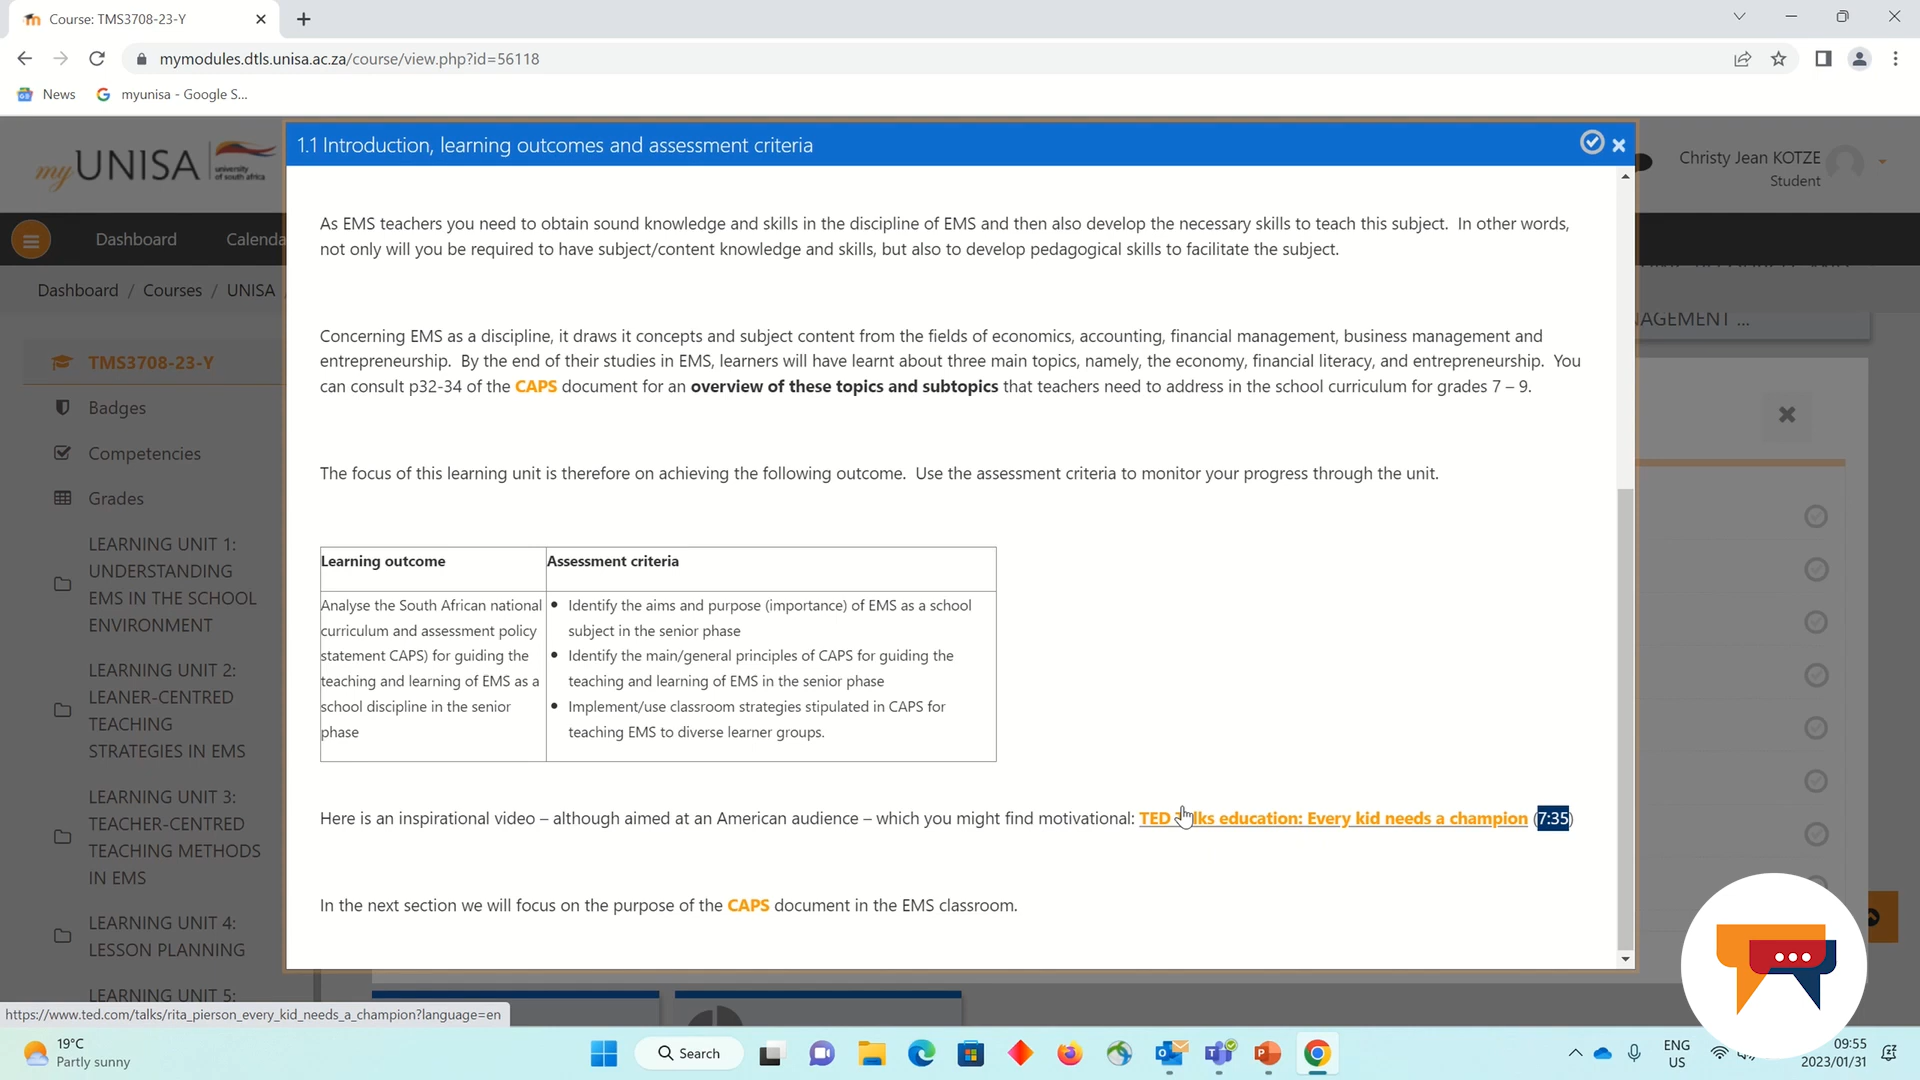 Course: TMS3708-23-Y
mymodules.dtls.unisa.ac.za/course/view.php?id=56118
News
myunisa - Google S...
myUNISA
university
of south africa
1.1 Introduction, learning outcomes and assessment criteria
Christy Jean KOTZE
Student
Dashboard
Calenda
Dashboard / Courses / UNISA
AGEMENT ...
TMS3708-23-Y
Badges
Competencies
Grades
LEARNING UNIT 1:
UNDERSTANDING
EMS IN THE SCHOOL
ENVIRONMENT
LEARNING UNIT 2:
LEANER-CENTRED
TEACHING
STRATEGIES IN EMS
LEARNING UNIT 3:
TEACHER-CENTRED
TEACHING METHODS
IN EMS
LEARNING UNIT 4:
LESSON PLANNING
LEARNING UNIT 5:
As EMS teachers you need to obtain sound knowledge and skills in the discipline of EMS and then also develop the necessary skills to teach this subject.  In other words,
not only will you be required to have subject/content knowledge and skills, but also to develop pedagogical skills to facilitate the subject.
Concerning EMS as a discipline, it draws it concepts and subject content from the fields of economics, accounting, financial management, business management and
entrepreneurship.  By the end of their studies in EMS, learners will have learnt about three main topics, namely, the economy, financial literacy, and entrepreneurship.  You
can consult p32-34 of the CAPS document for an overview of these topics and subtopics that teachers need to address in the school curriculum for grades 7 – 9.
The focus of this learning unit is therefore on achieving the following outcome.  Use the assessment criteria to monitor your progress through the unit.
Learning outcome
Assessment criteria
Analyse the South African national
curriculum and assessment policy
statement CAPS) for guiding the
teaching and learning of EMS as a
school discipline in the senior
phase
• Identify the aims and purpose (importance) of EMS as a school
subject in the senior phase
• Identify the main/general principles of CAPS for guiding the
teaching and learning of EMS in the senior phase
• Implement/use classroom strategies stipulated in CAPS for
teaching EMS to diverse learner groups.
Here is an inspirational video – although aimed at an American audience – which you might find motivational: TED Talks education: Every kid needs a champion (7:35)
In the next section we will focus on the purpose of the CAPS document in the EMS classroom.
https://www.ted.com/talks/rita_pierson_every_kid_needs_a_champion?language=en
19°C
Partly sunny
Search
ENG
US
09:55
2023/01/31